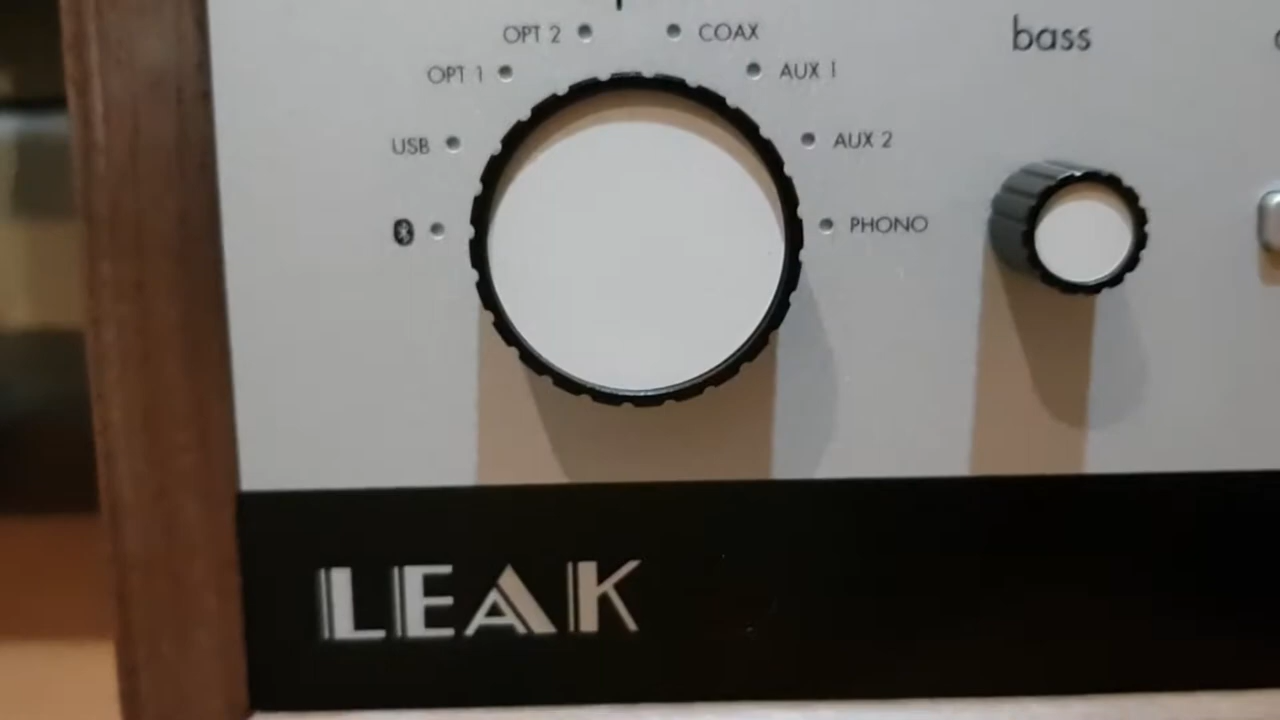 OPT 2
COAX
bass
OPT 1
AUX 1
USB
AUX 2
PHONO
LEAK